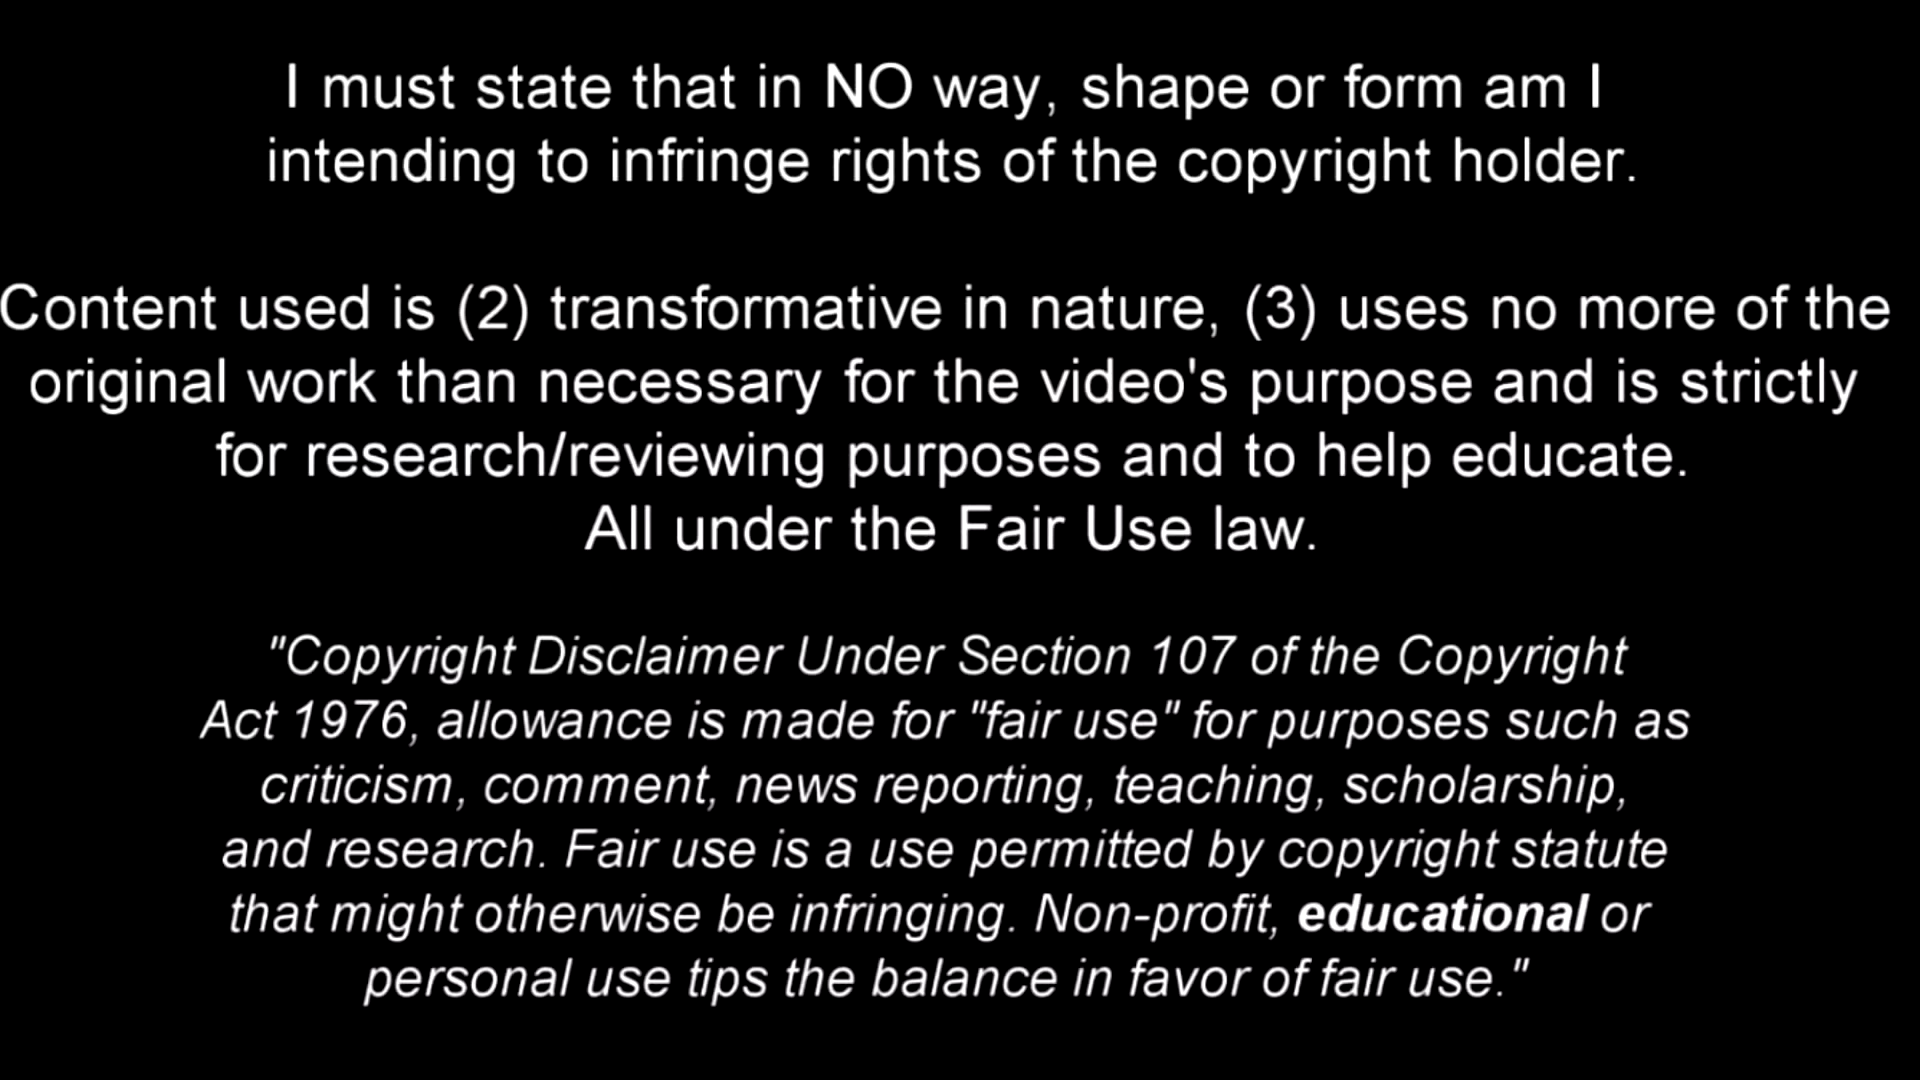 I must state that in NO way, shape or form am I
intending to infringe rights of the copyright holder.
Content used is (2) transformative in nature, (3) uses no more of the
original work than necessary for the video's purpose and is strictly
for research/reviewing purposes and to help educate.
All under the Fair Use law.
"Copyright Disclaimer Under Section 107 of the Copyright
Act 1976, allowance is made for "fair use" for purposes such as
criticism, comment, news reporting, teaching, scholarship,
and research. Fair use is a use permitted by copyright statute
that might otherwise be infringing. Non-profit, educational or
personal use tips the balance in favor of fair use."